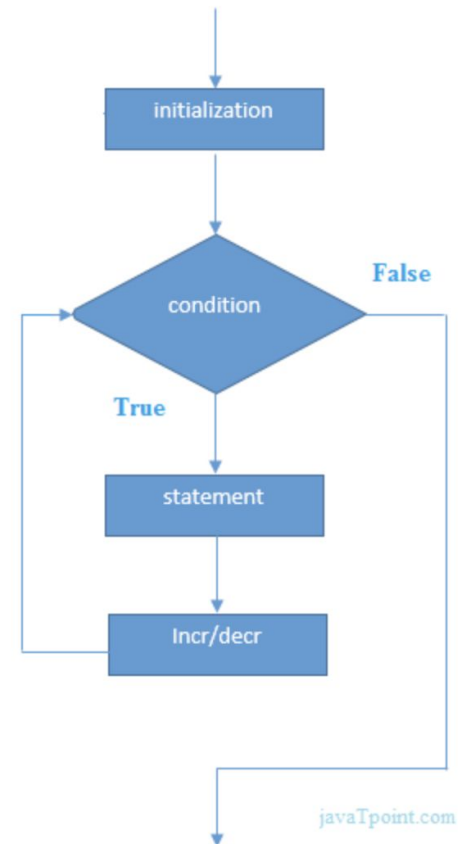 initialization
condition
False
True
statement
Incr/decr
javaTpoint.com